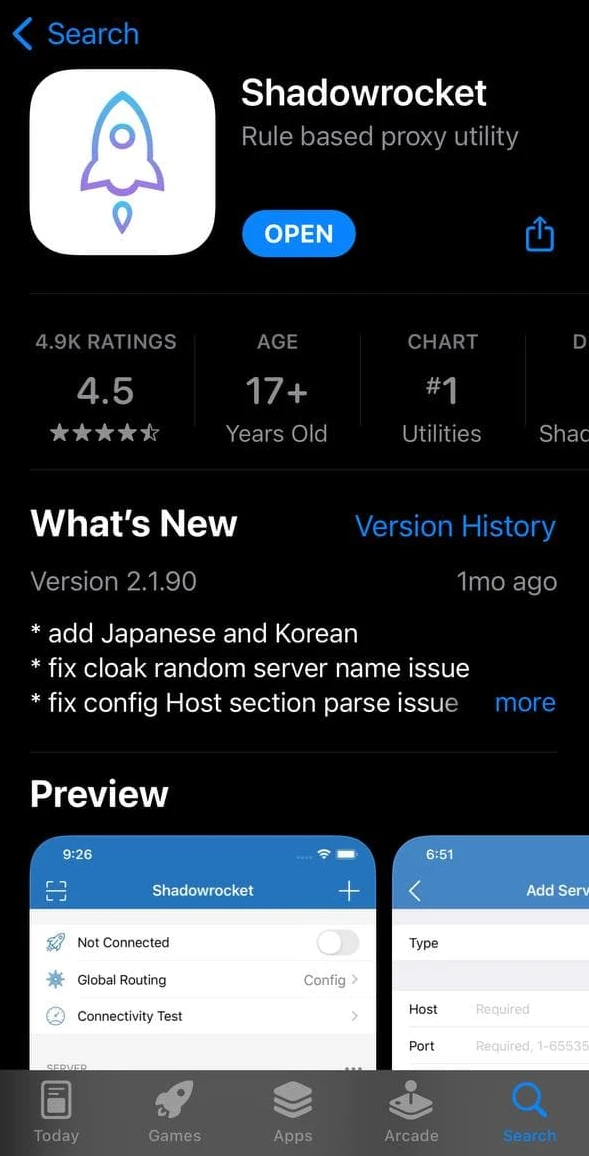 Search
Shadowrocket
Rule based proxy utility
OPEN
4.9K RATINGS
AGE
CHART
D
4.5
17+
#1
Years Old
Utilities
Shad
What's New
Version History
Version 2.1.90
1mo ago
* add Japanese and Korean
* fix cloak random server name issue
* fix config Host section parse issue
more
Preview
9:26
Shadowrocket
Not Connected
Global Routing
Config
Connectivity Test
SERVER
6:51
Add Serv
Type
Host
Required
Port
Required, 1-65535
Today
Games
Apps
Arcade
Search